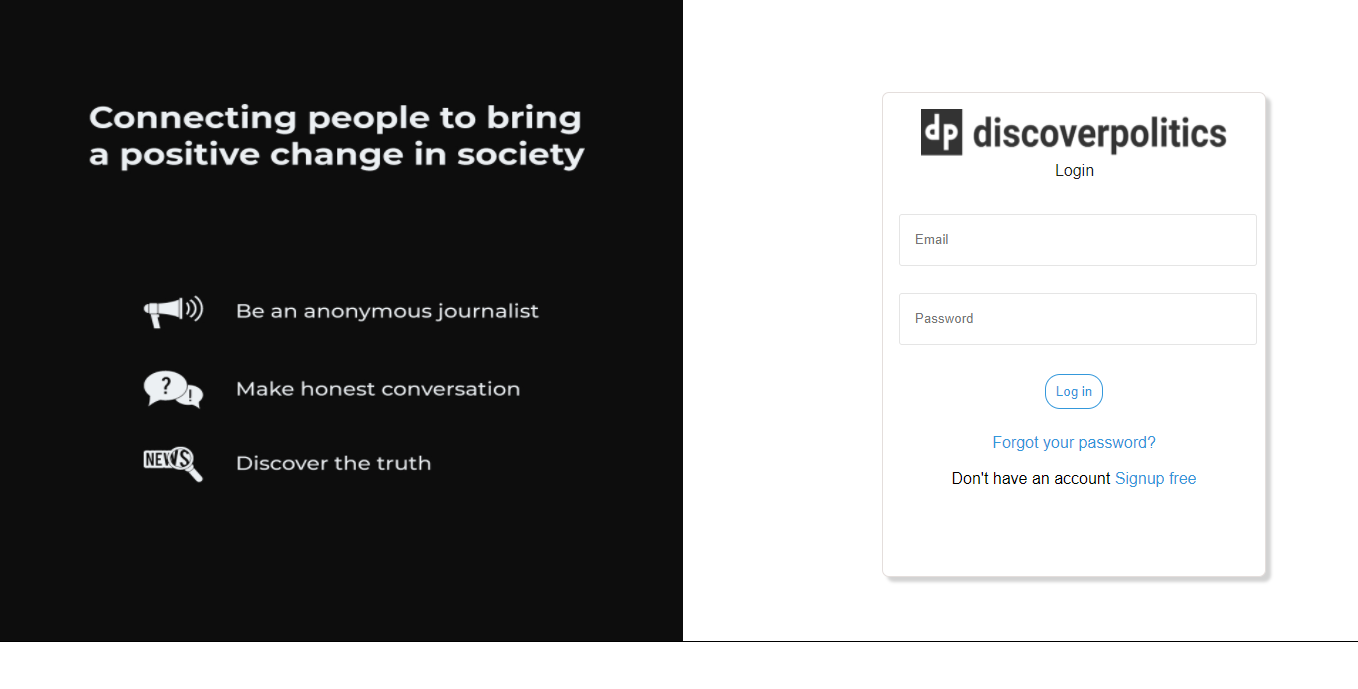 Connecting people to bring
a positive change in society
Be an anonymous journalist
? !
Make honest conversation
NEWS
Discover the truth
dp discoverpolitics
Login
Email
Password
Log in
Forgot your password?
Don't have an account Signup free